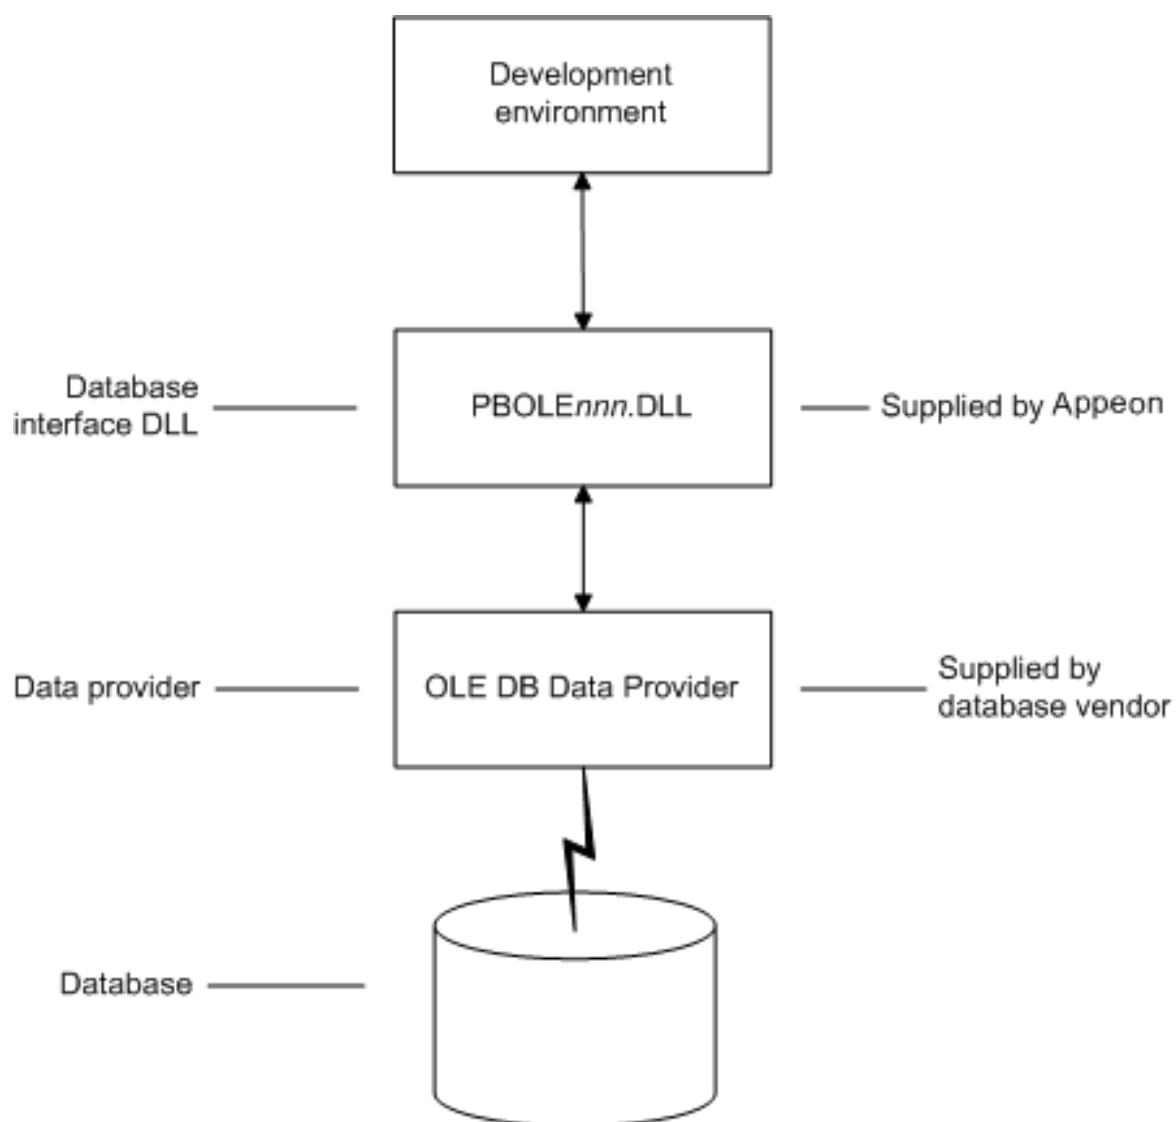 Development
environment
Database
interface DLL
PBOLEnnn.DLL
Supplied by Appeon
Data provider
OLE DB Data Provider
Supplied by
database vendor
Database